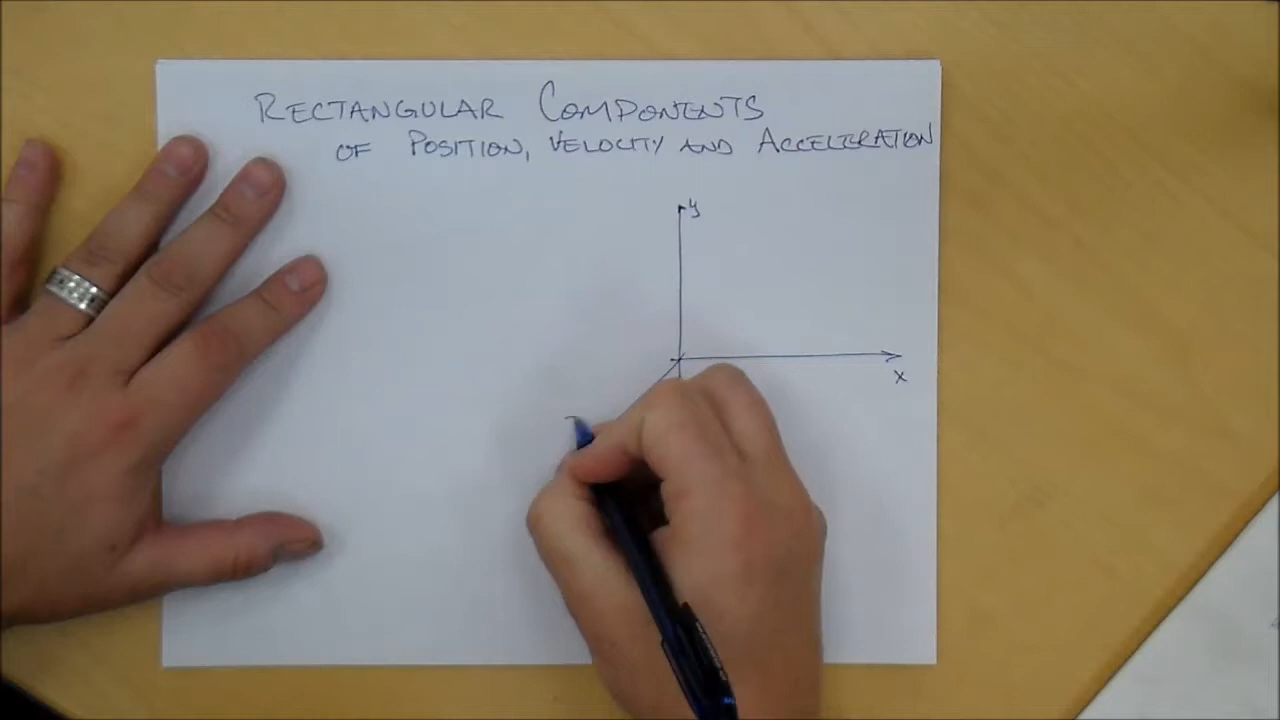 RECTANGULAR COMPONENTS
OF POSITION, VELOCITY AND ACCELERATION
y
x